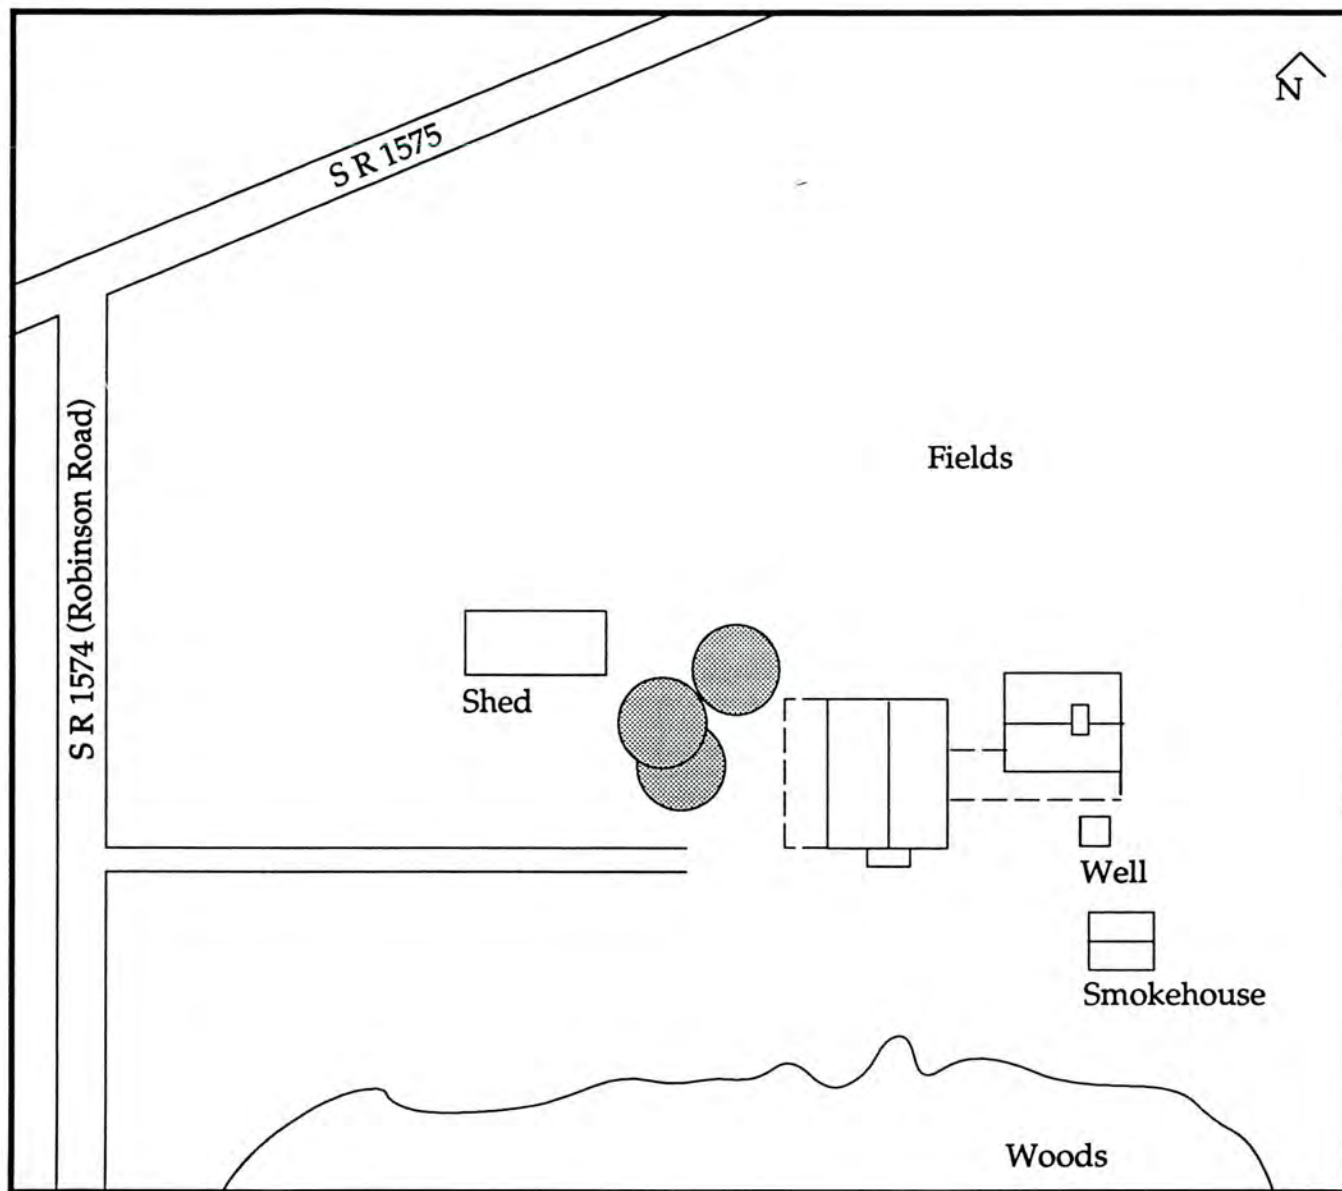 N
S R 1575
Fields
S R 1574 (Robinson Road)
Shed
Well
Smokehouse
Woods